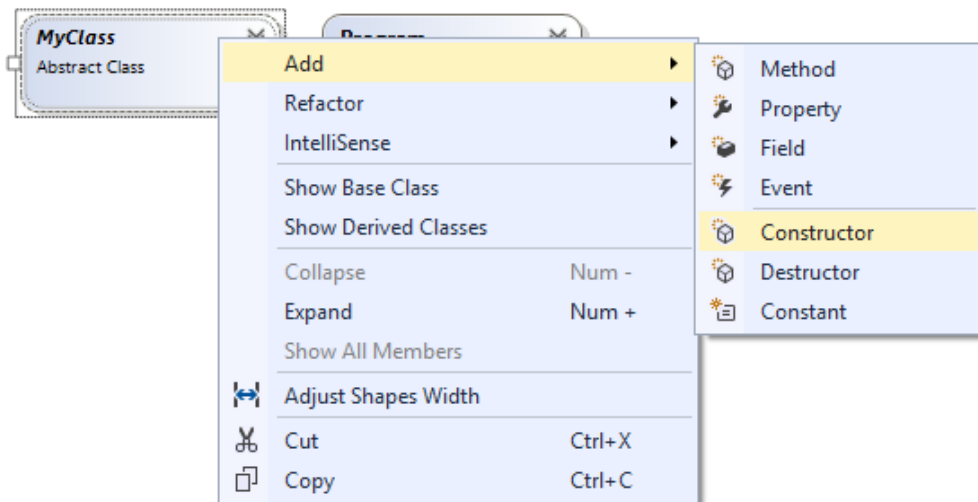 MyClass
Abstract Class
Program
Add
Refactor
IntelliSense
Show Base Class
Show Derived Classes
Collapse Num -
Expand Num +
Show All Members
Adjust Shapes Width
Cut Ctrl+X
Copy Ctrl+C
Method
Property
Field
Event
Constructor
Destructor
Constant